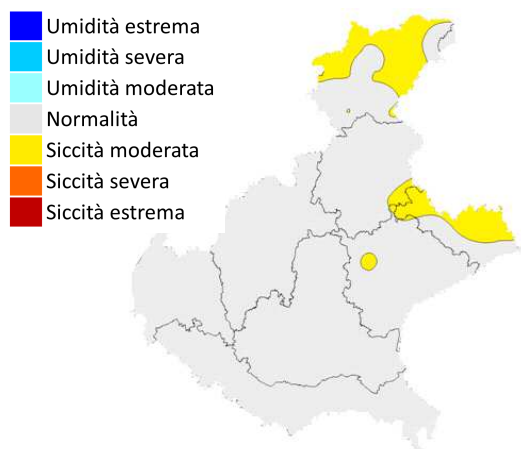 Umidità estrema
Umidità severa
Umidità moderata
Normalità
Siccità moderata
Siccità severa
Siccità estrema